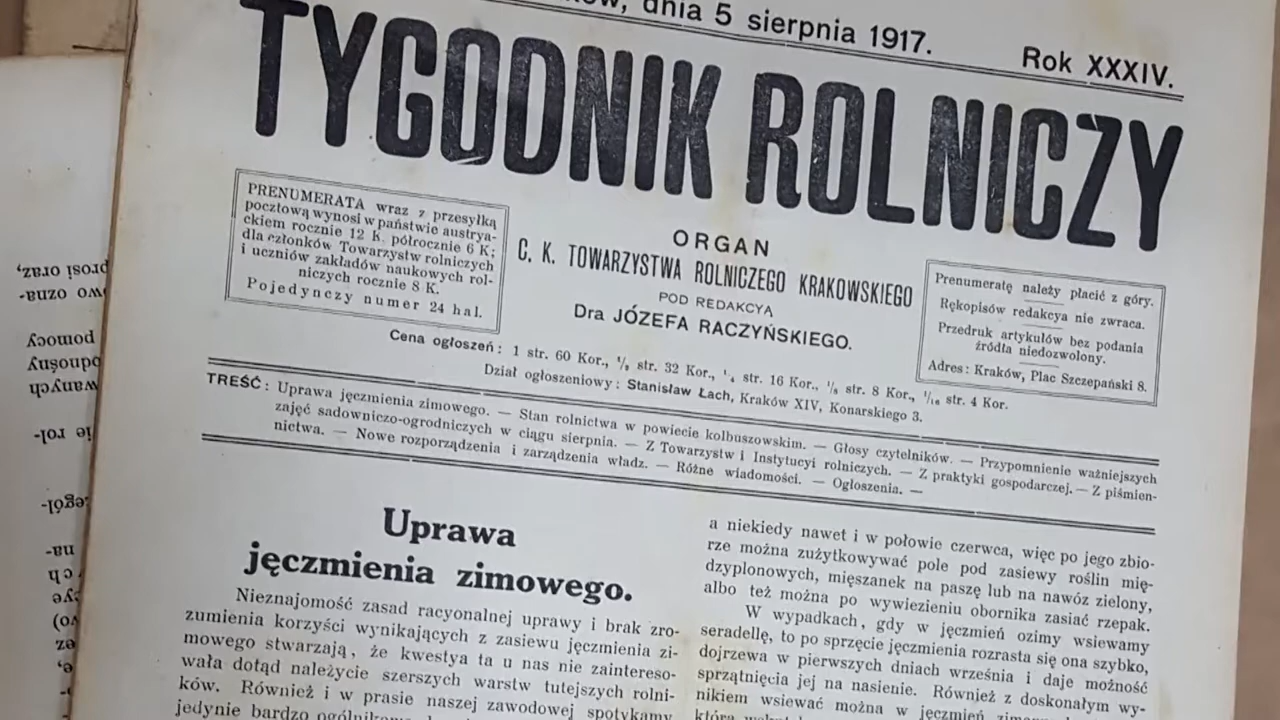 dnia 5 sierpnia 1917.
Rok XXXIV.
TYGODNIK ROLNICZY
PRENUMERATA wraz z przesyłką
pocztową wynosi w państwie austrya-
ckiem rocznie 12 K. półrocznie 6 K;
dla członków Towarzystw rolniczych
i uczniów zakładów naukowych rol-
niczych rocznie 8 K.
Pojedynczy numer 24 hal.
ORGAN
C. K. TOWARZYSTWA ROLNICZEGO KRAKOWSKIEGO
POD REDAKCYĄ
Dra JÓZEFA RACZYŃSKIEGO.
Prenumeratę należy płacić z góry.
Rękopisów redakcya nie zwraca.
Przedruk artykułów bez podania
źródła niedozwolony.
Adres: Kraków, Plac Szczepański 8.
Cena ogłoszeń: 1 str. 60 Kor., ½ str. 32 Kor., ¼ str. 16 Kor., ⅛ str. 8 Kor., 1/16 str. 4 Kor.
Dział ogłoszeniowy: Stanisław Łach, Kraków XIV, Konarskiego 3.
TREŚĆ: Uprawa jęczmienia zimowego. — Stan rolnictwa w powiecie kolbuszowskim. — Głosy czytelników. — Przypomnienie ważniejszych
zajęć sadowniczo-ogrodniczych w ciągu sierpnia. — Z Towarzystw i Instytucyi rolniczych. — Z praktyki gospodarczej. — Z piśmien-
nictwa. — Nowe rozporządzenia i zarządzenia władz. — Różne wiadomości. — Ogłoszenia. —
Uprawa
jęczmienia zimowego.
Nieznajomość zasad racyonalnej uprawy i brak zro-
zumienia korzyści wynikających z zasiewu jęczmienia zi-
mowego stwarzają, że kwestya ta u nas nie zaintereso-
wała dotąd należycie szerszych warstw tutejszych rolni-
ków. Również i w prasie naszej zawodowej spotykamy
jedynie bardzo
a niekiedy nawet i w połowie czerwca, więc po jego zbio-
rze można zużytkowywać pole pod zasiewy roślin mię-
dzyplonowych, mięszanek na paszę lub na nawóz zielony,
albo też można po wywiezieniu obornika zasiać rzepak.
W wypadkach, gdy w jęczmień ozimy wsiewamy
seradellę, to po sprzęcie jęczmienia rozrasta się ona szybko,
dojrzewa w pierwszych dniach września i daje możność
sprzątnięcia jej na nasienie. Również z doskonałym wy-
nikiem wsiewać można w jęczmień
prosi oraz,
pomocy
odnośny
wanych